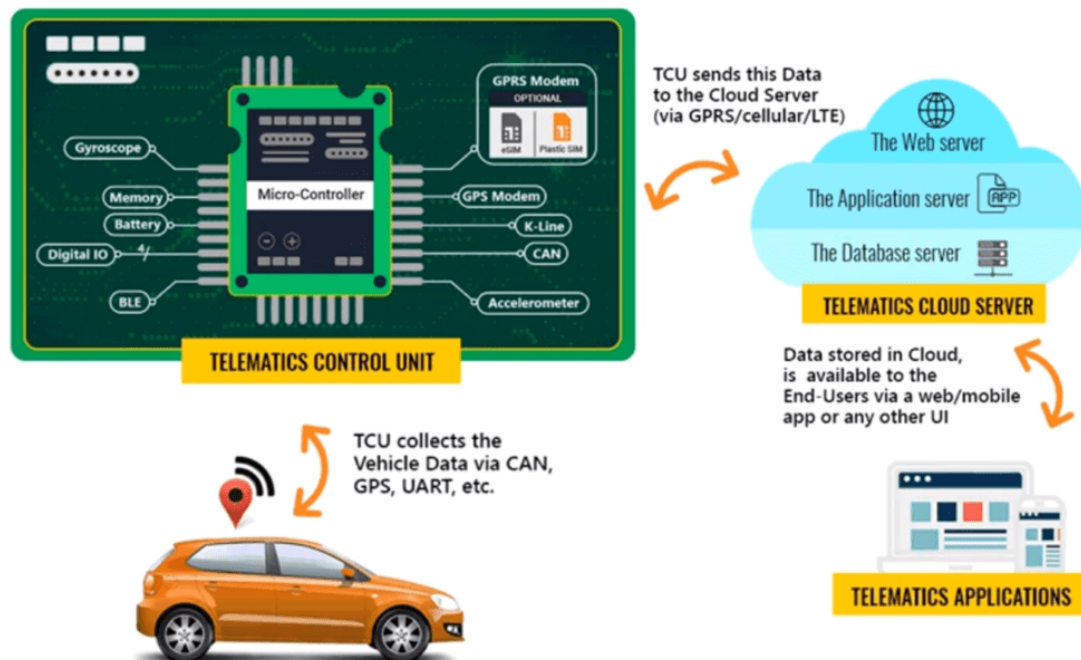 GPRS Modem
OPTIONAL
eSIM
Plastic SIM
Gyroscope
Memory
Battery
Digital IO
4
BLE
Micro-Controller
GPS Modem
K-Line
CAN
Accelerometer
TELEMATICS CONTROL UNIT
TCU sends this Data
to the Cloud Server
(via GPRS/cellular/LTE)
The Web server
The Application server
APP
The Database server
TELEMATICS CLOUD SERVER
Data stored in Cloud,
is available to the
End-Users via a web/mobile
app or any other UI
TCU collects the
Vehicle Data via CAN,
GPS, UART, etc.
TELEMATICS APPLICATIONS